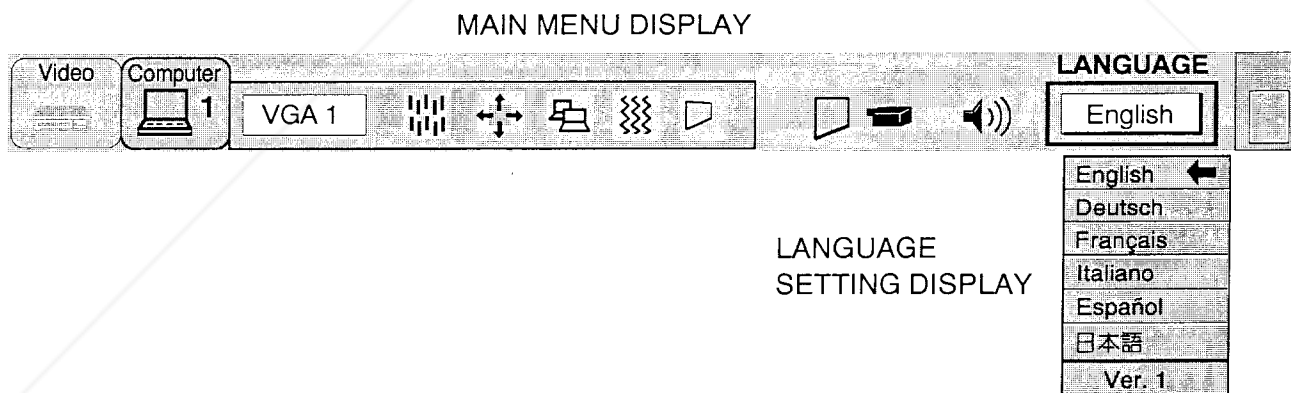 MAIN MENU DISPLAY
Video
Computer
1
VGA 1
LANGUAGE
English
English
Deutsch
Français
Italiano
Español
日本語
Ver. 1
LANGUAGE
SETTING DISPLAY